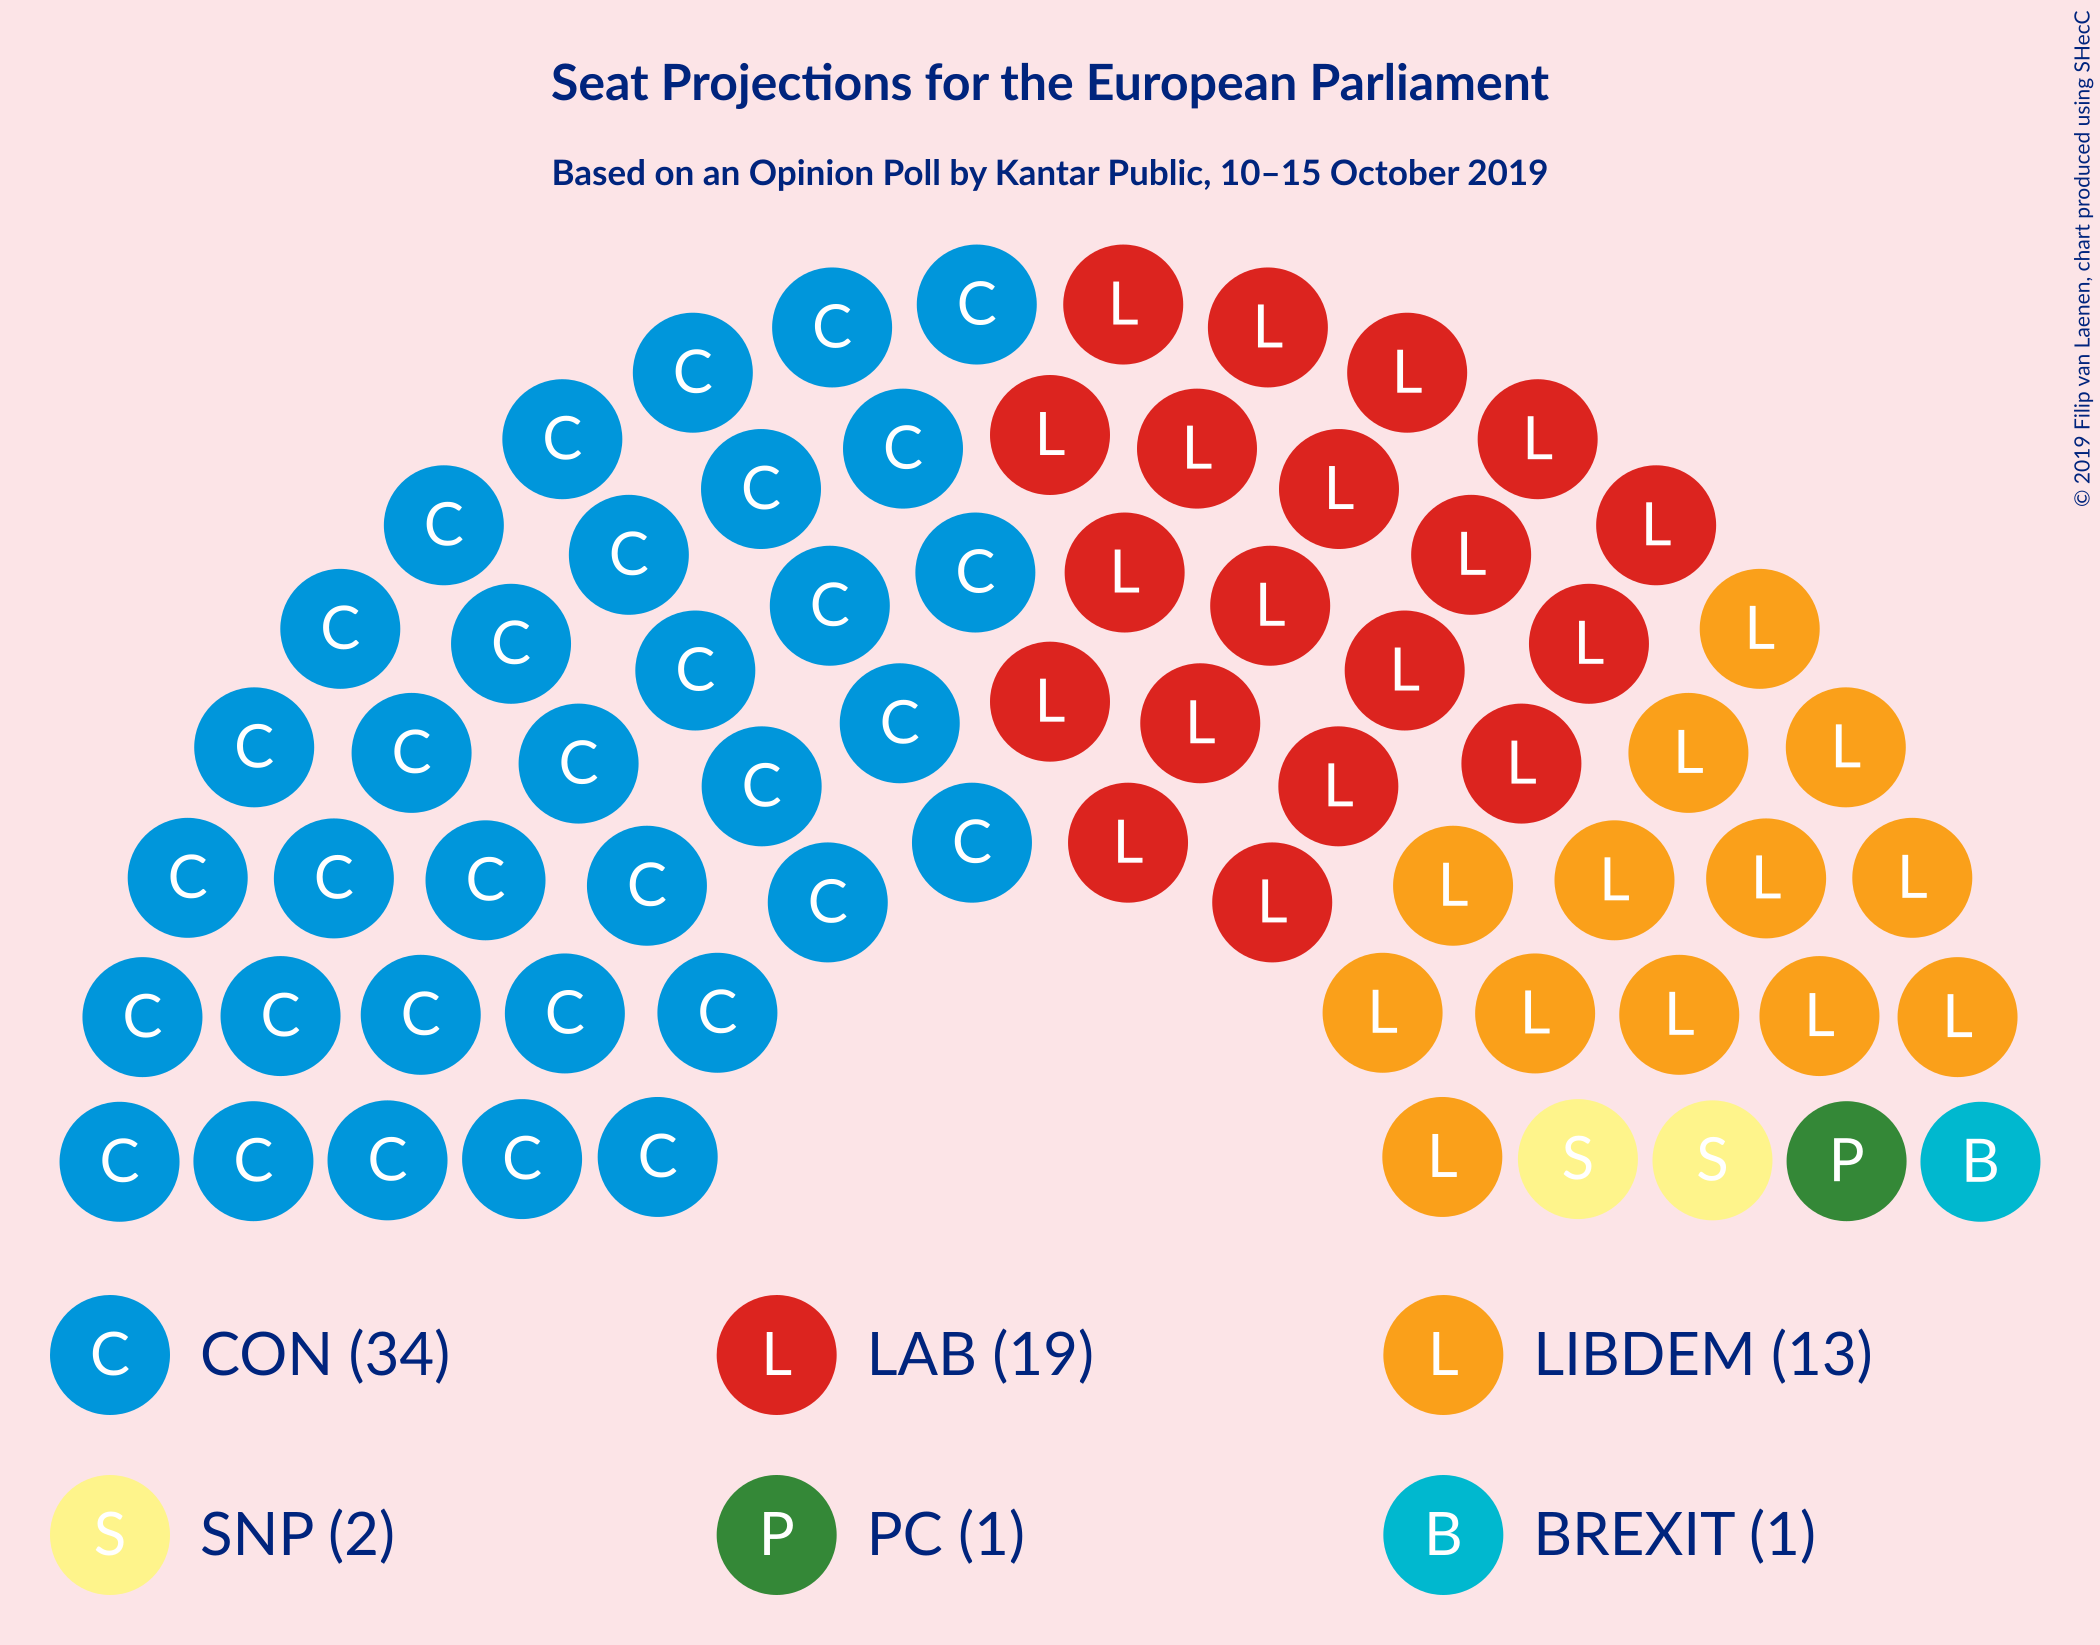 Seat Projections for the European Parliament
Based on an Opinion Poll by Kantar Public, 10–15 October 2019
© 2019 Filip van Laenen, chart produced using SHecC
C C L L
C L
C L
C C L L
C L
C C L L
C L
C C L L
C C L L
C L
C C L L
C L
C C L L
C C L L
C C L L
C L
C C L L
C C C C L L L L
C L
C C C C C L L L L L
C C C C C L S S P B
C CON (34) L LAB (19) L LIBDEM (13)
S SNP (2) P PC (1) B BREXIT (1)